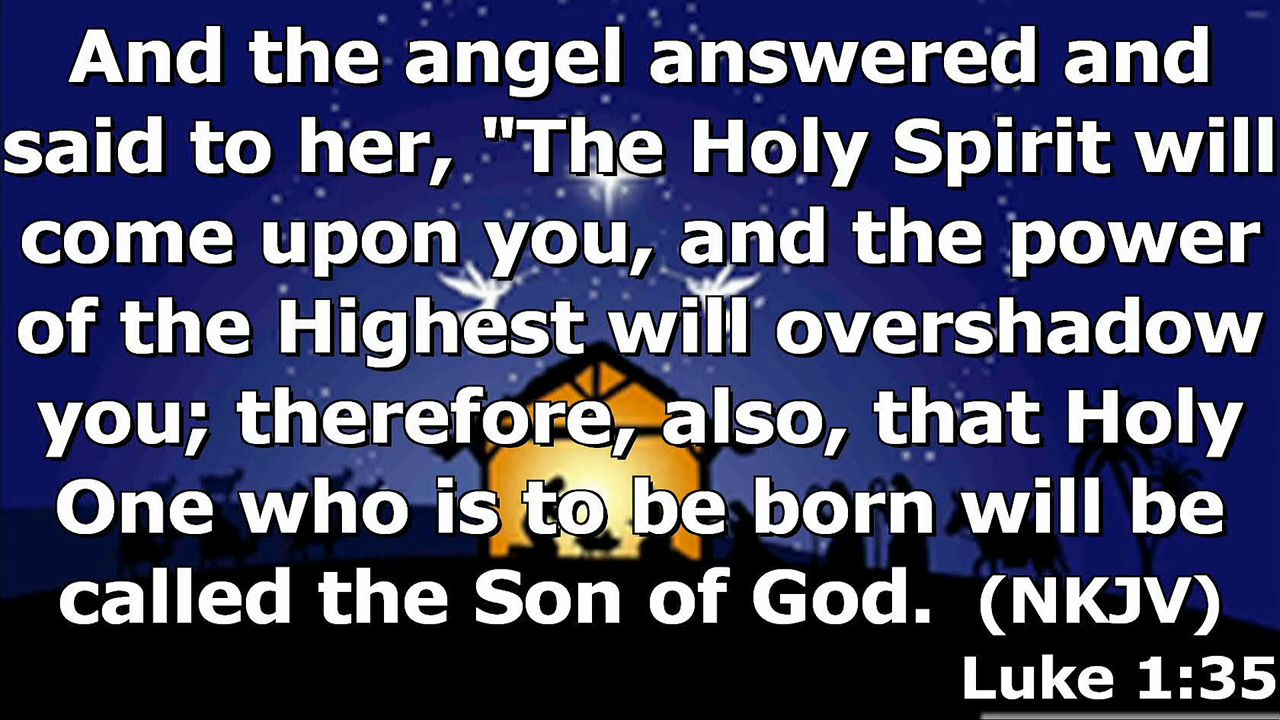 And the angel answered and
said to her, "The Holy Spirit will
come upon you, and the power
of the Highest will overshadow
you; therefore, also, that Holy
One who is to be born will be
called the Son of God. (NKJV)
Luke 1:35